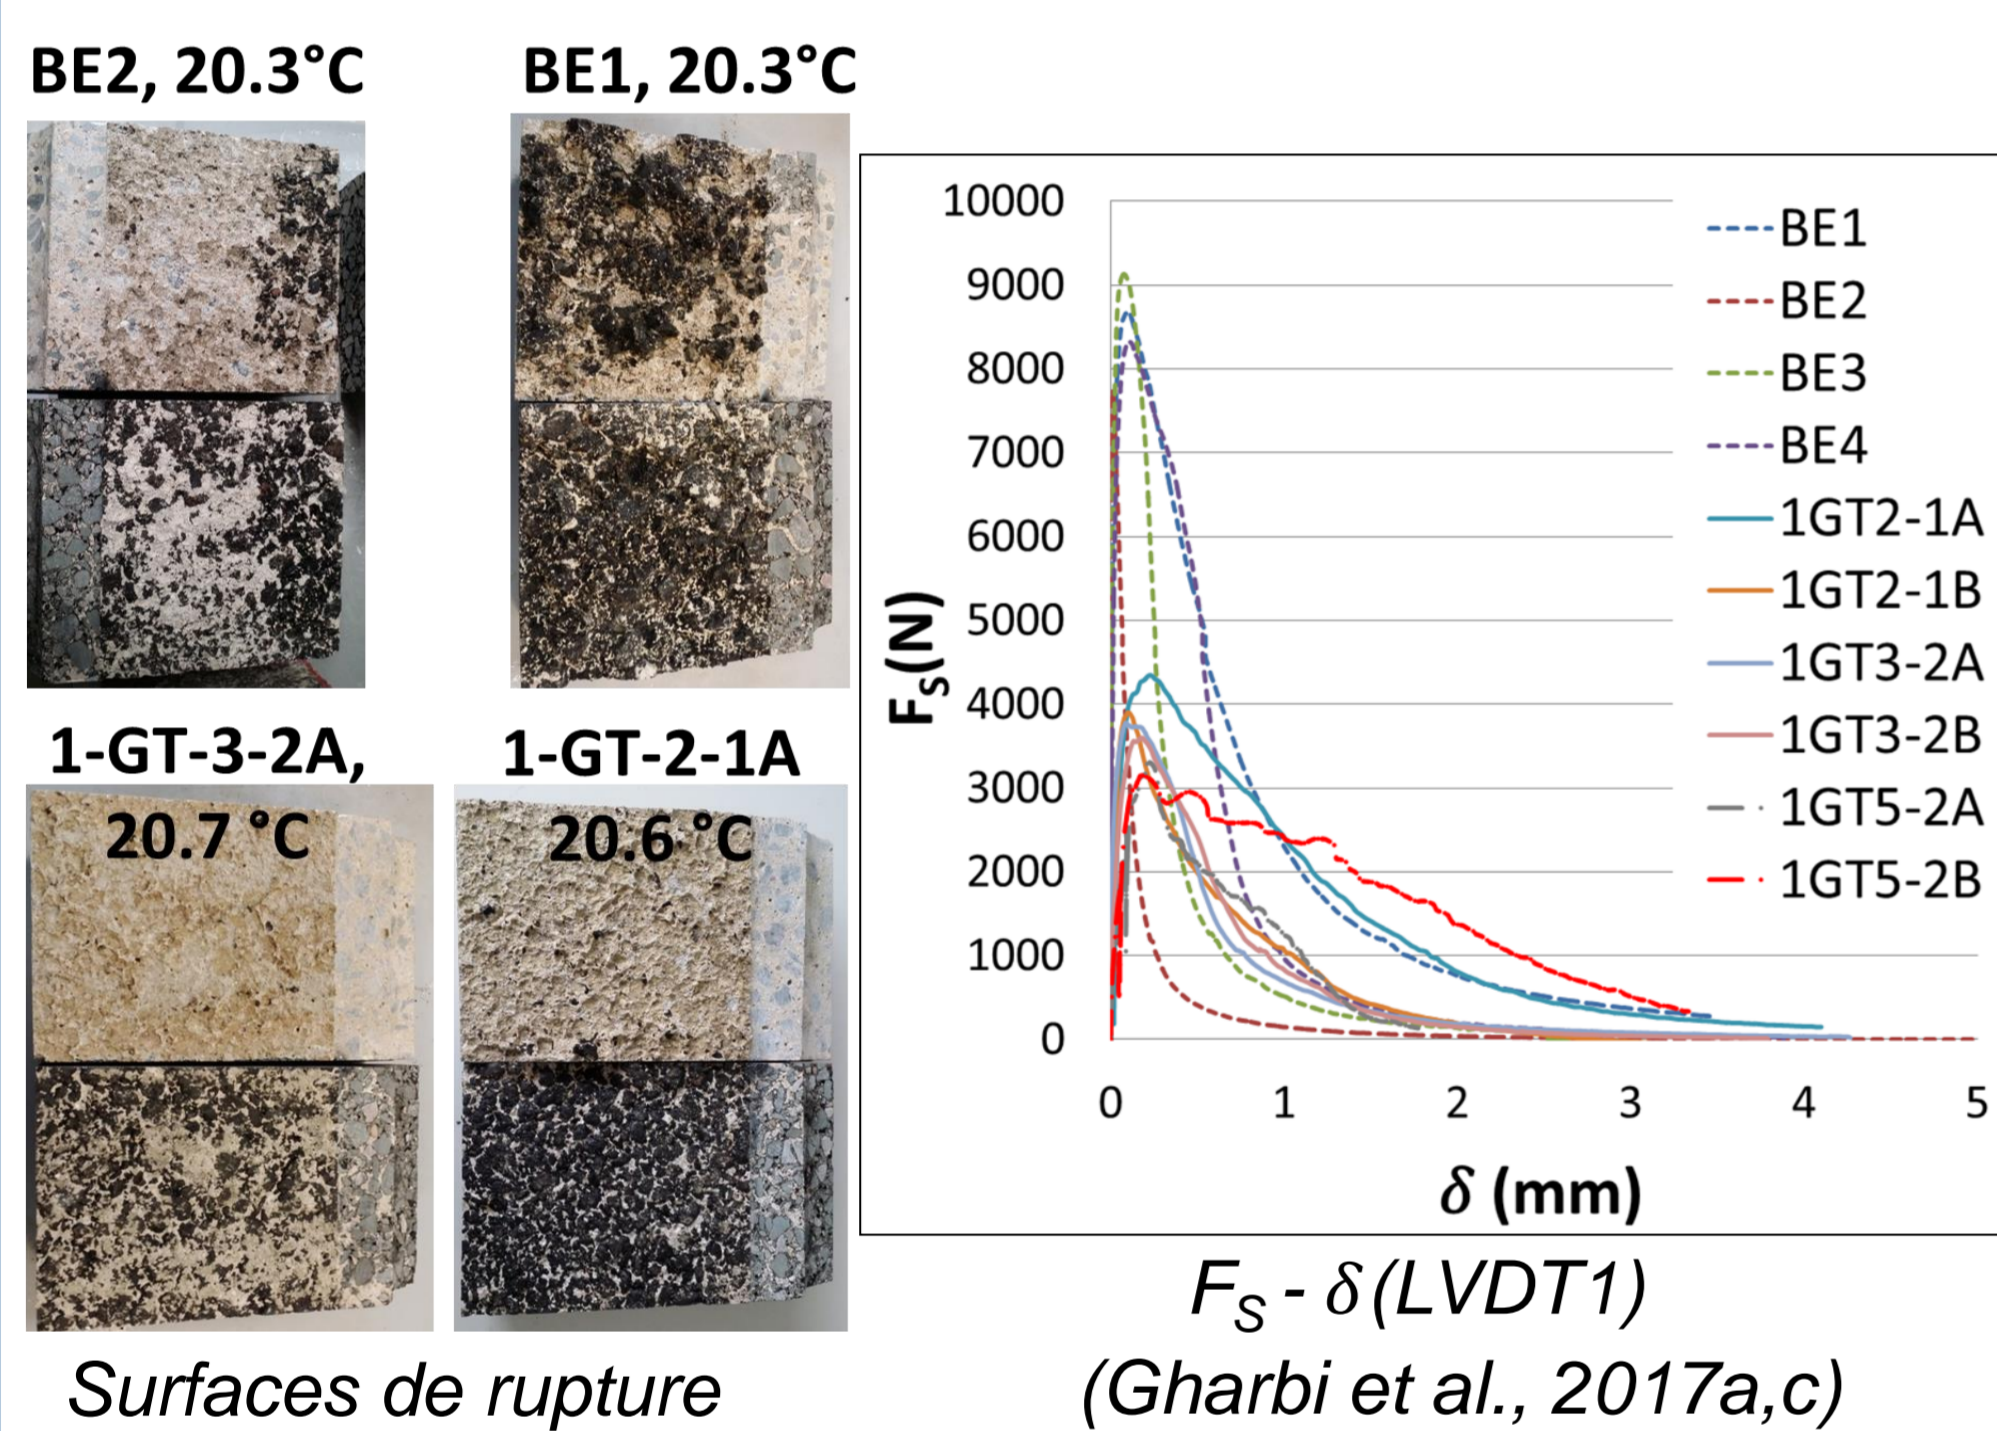 BE2, 20.3°C
BE1, 20.3°C
1-GT-3-2A,
20.7 °C
1-GT-2-1A
20.6 °C
Surfaces de rupture
10000
9000
8000
7000
6000
5000
4000
3000
2000
1000
0
F_S(N)
0 1 2 3 4 5
δ (mm)
BE1
BE2
BE3
BE4
1GT2-1A
1GT2-1B
1GT3-2A
1GT3-2B
1GT5-2A
1GT5-2B
F_S - δ (LVDT1)
(Gharbi et al., 2017a,c)